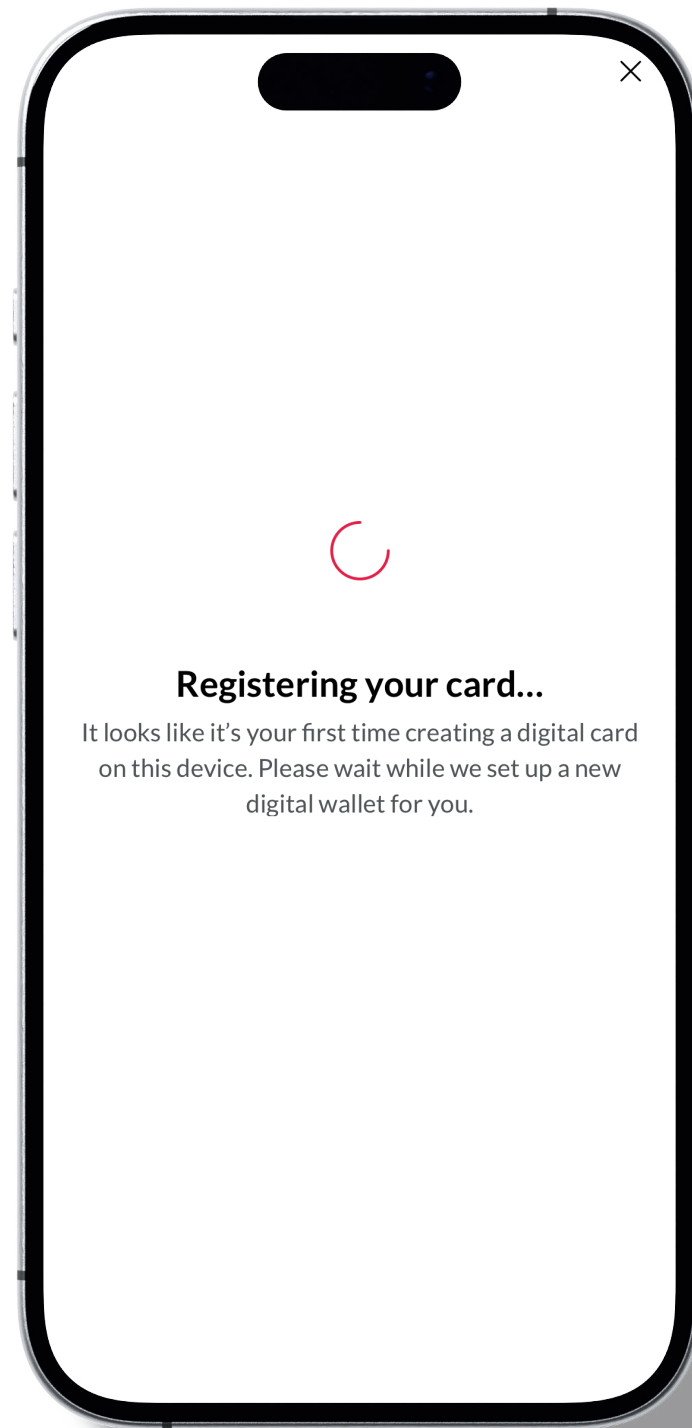 Registering your card...
It looks like it’s your first time creating a digital card
on this device. Please wait while we set up a new
digital wallet for you.